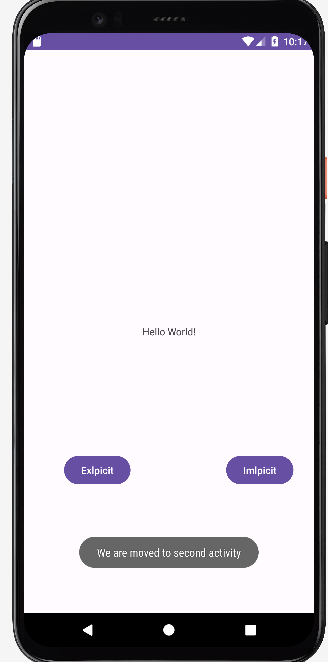 10:17
Hello World!
Exlpicit
Imlpicit
We are moved to second activity